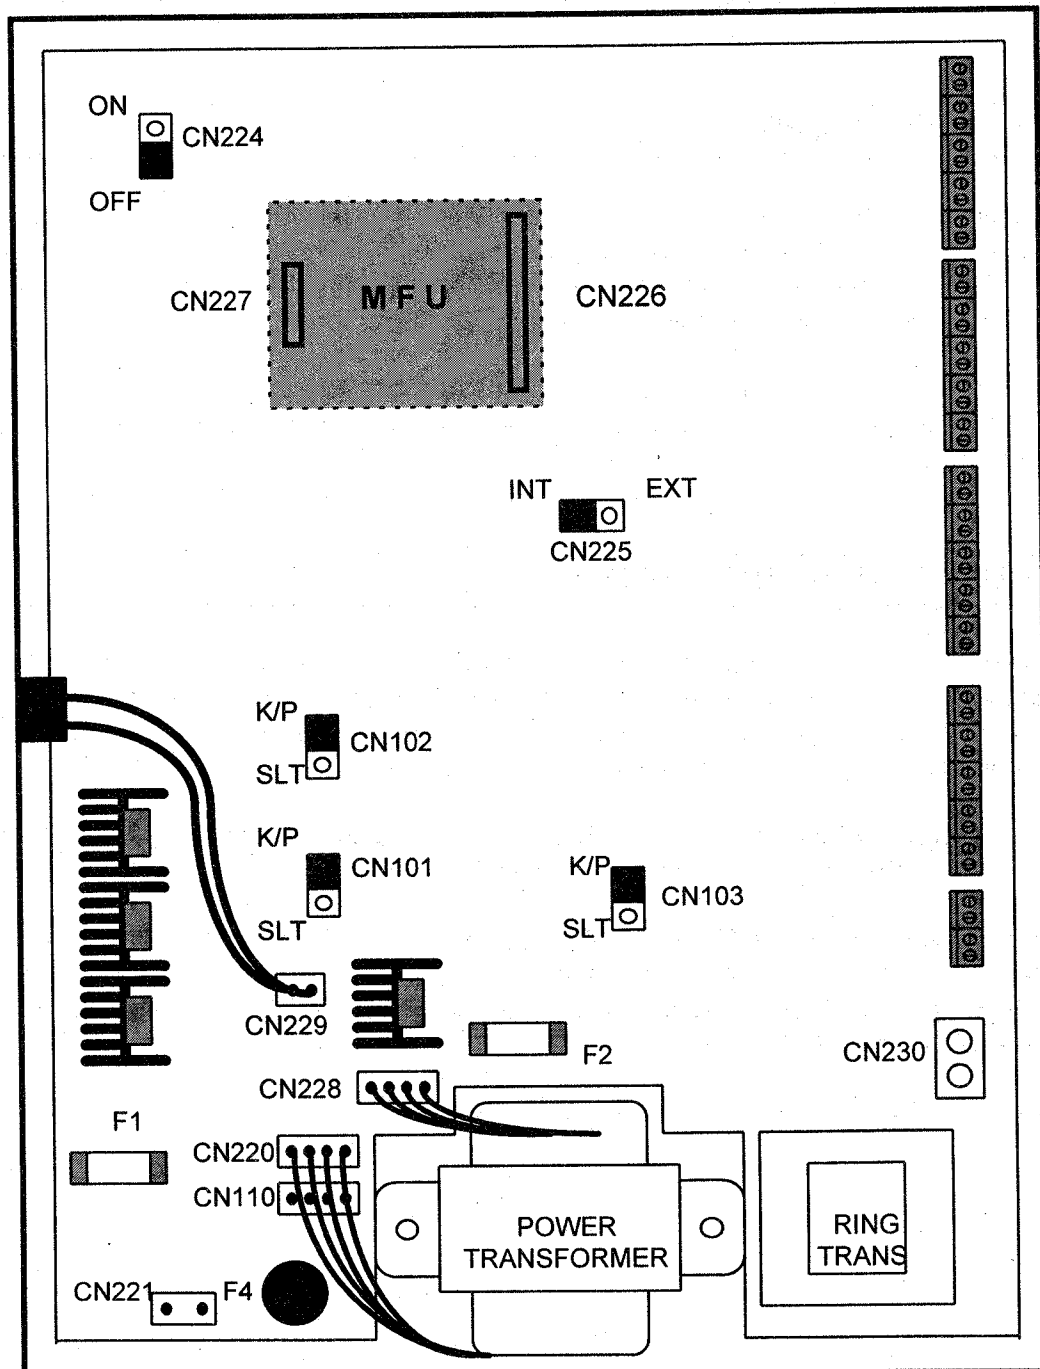 ON
CN224
OFF
CN227
MFU
CN226
INT
EXT
CN225
K/P
CN102
SLT
K/P
CN101
SLT
K/P
CN103
SLT
CN229
F2
CN230
CN228
F1
CN220
CN110
POWER
TRANSFORMER
RING
TRANS
CN221
F4